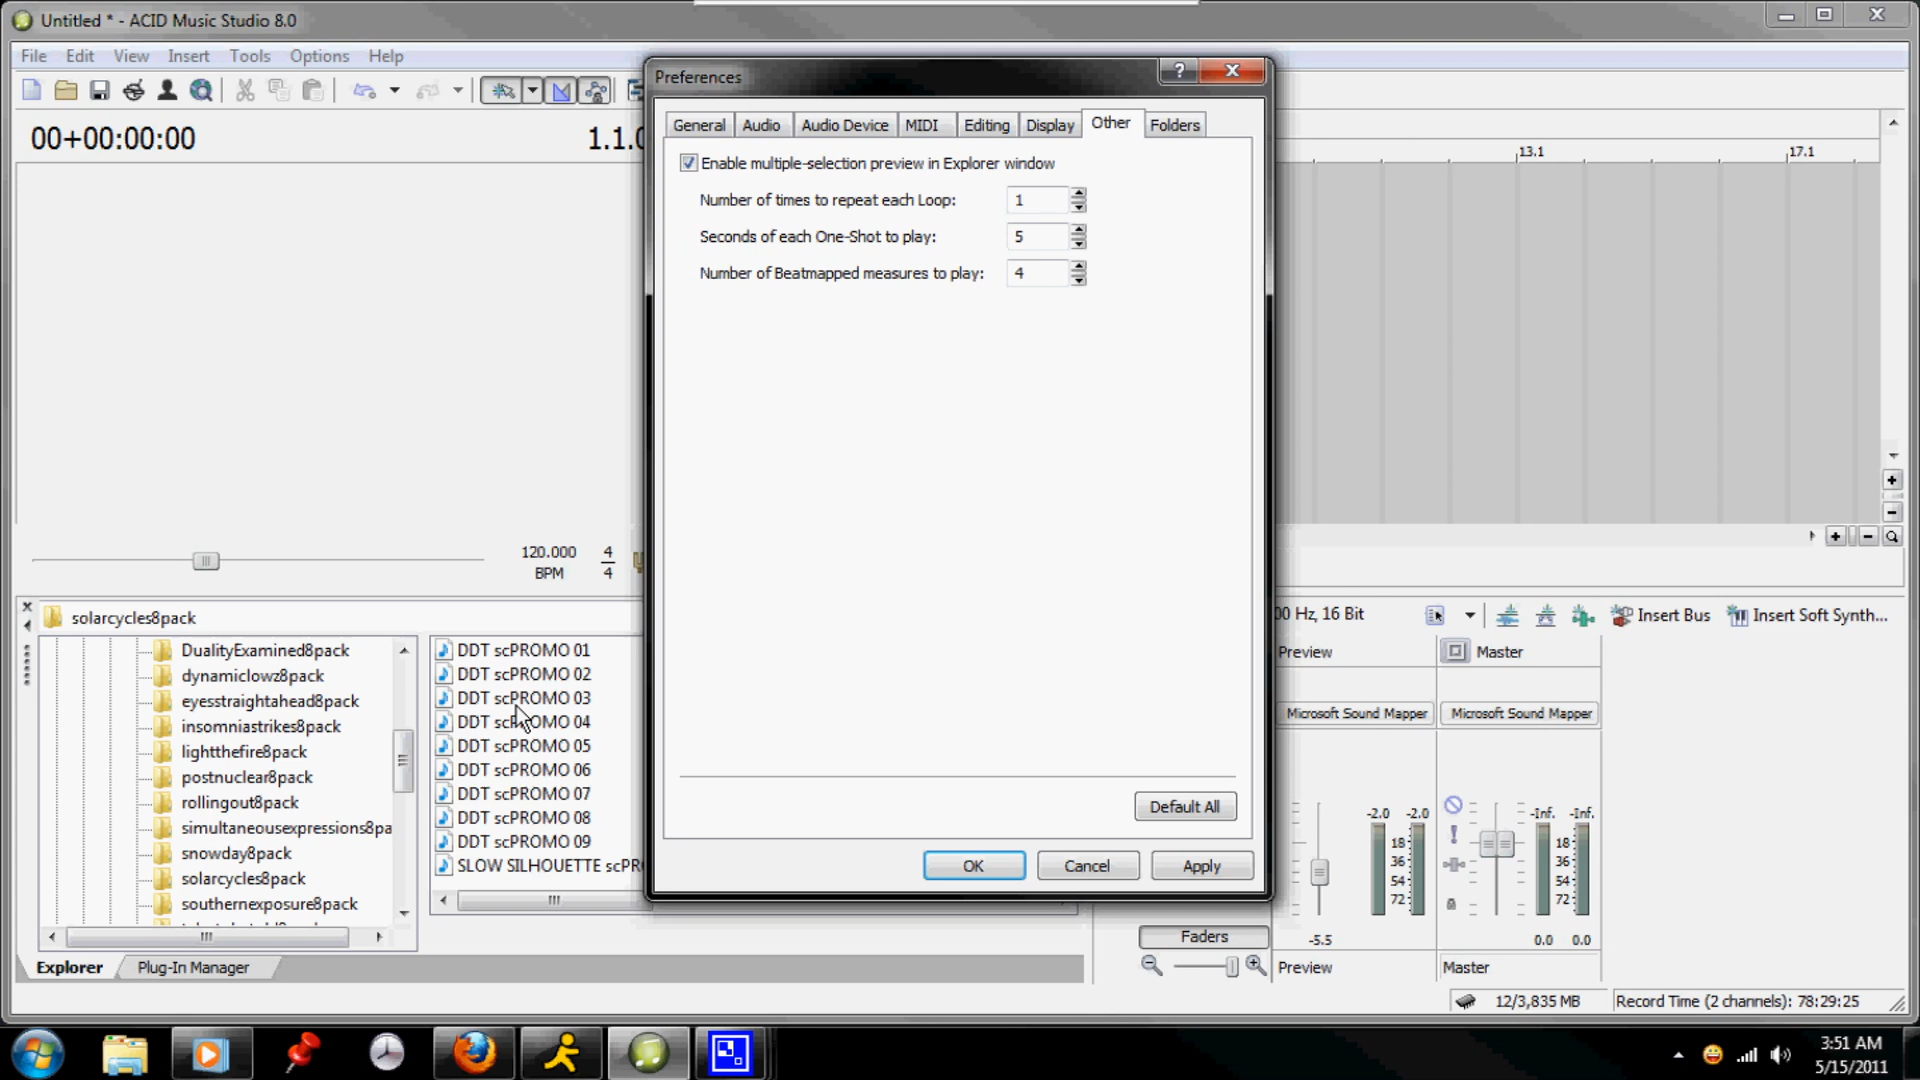 Untitled * - ACID Music Studio 8.0
File Edit View Insert Tools Options Help
00+00:00:00
1.1.0
13.1 17.1
Preferences
General Audio Audio Device MIDI Editing Display Other Folders
Enable multiple-selection preview in Explorer window
Number of times to repeat each Loop: 1
Seconds of each One-Shot to play: 5
Number of Beatmapped measures to play: 4
Default All
OK Cancel Apply
120.000 BPM
4
4
solarcycles8pack
DualityExamined8pack
dynamiclowz8pack
eyesstraightahead8pack
insomniastrikes8pack
lightthefire8pack
postnuclear8pack
rollingout8pack
simultaneousexpressions8pa
snowday8pack
solarcycles8pack
southernexposure8pack
DDT scPROMO 01
DDT scPROMO 02
DDT scPROMO 03
DDT scPROMO 04
DDT scPROMO 05
DDT scPROMO 06
DDT scPROMO 07
DDT scPROMO 08
DDT scPROMO 09
SLOW SILHOUETTE scPR
Explorer Plug-In Manager
00 Hz, 16 Bit Insert Bus Insert Soft Synth...
Preview Master
Microsoft Sound Mapper Microsoft Sound Mapper
-2.0 -2.0 -Inf. -Inf.
18 18
36 36
54 54
72 72
-5.5 0.0 0.0
Faders
Preview Master
12/3,835 MB Record Time (2 channels): 78:29:25
3:51 AM
5/15/2011